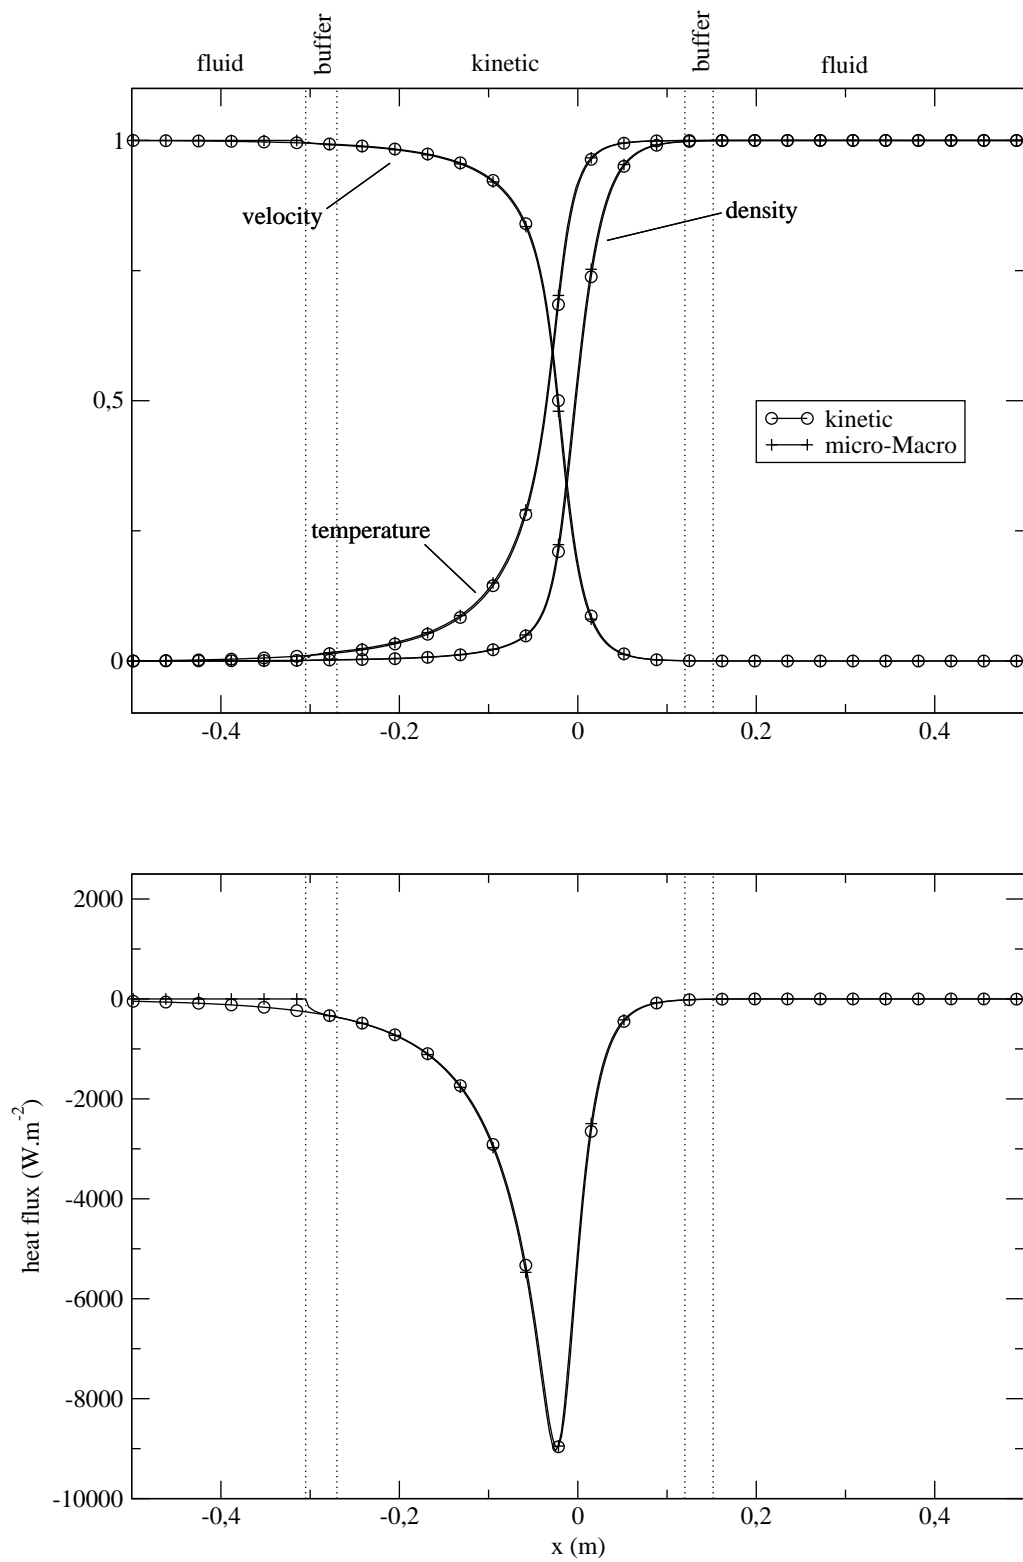 fluid buffer kinetic buffer fluid
1
velocity
density
0,5
kinetic
micro-Macro
temperature
0
-0,4 -0,2 0 0,2 0,4
2000
0
-2000
-4000
-6000
-8000
-10000
heat flux (W.m-2)
-0,4 -0,2 0 0,2 0,4
x (m)